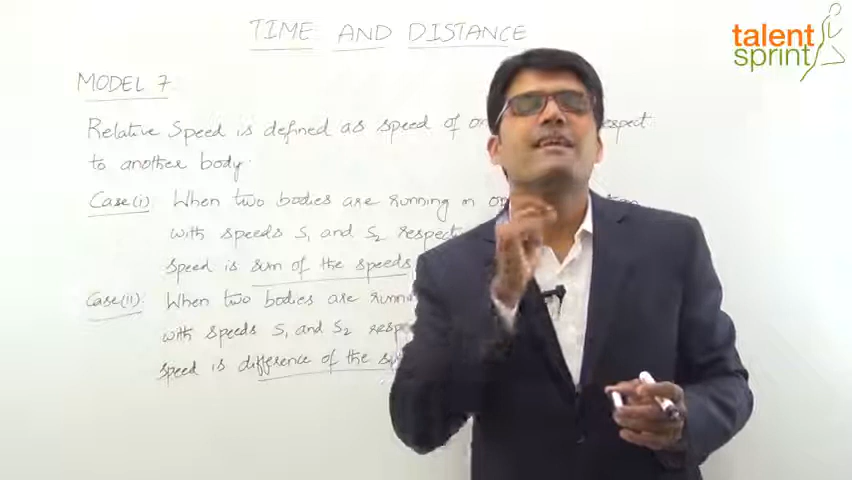 TIME AND DISTANCE
talent
sprint
MODEL 7
Relative Speed is defined as speed of
to another body.
Case(i) When two bodies are running in
with speeds S1 and S2
speed is sum of the speeds
Case(ii) When two bodies are
with speeds S1 and S2
speed is difference of the